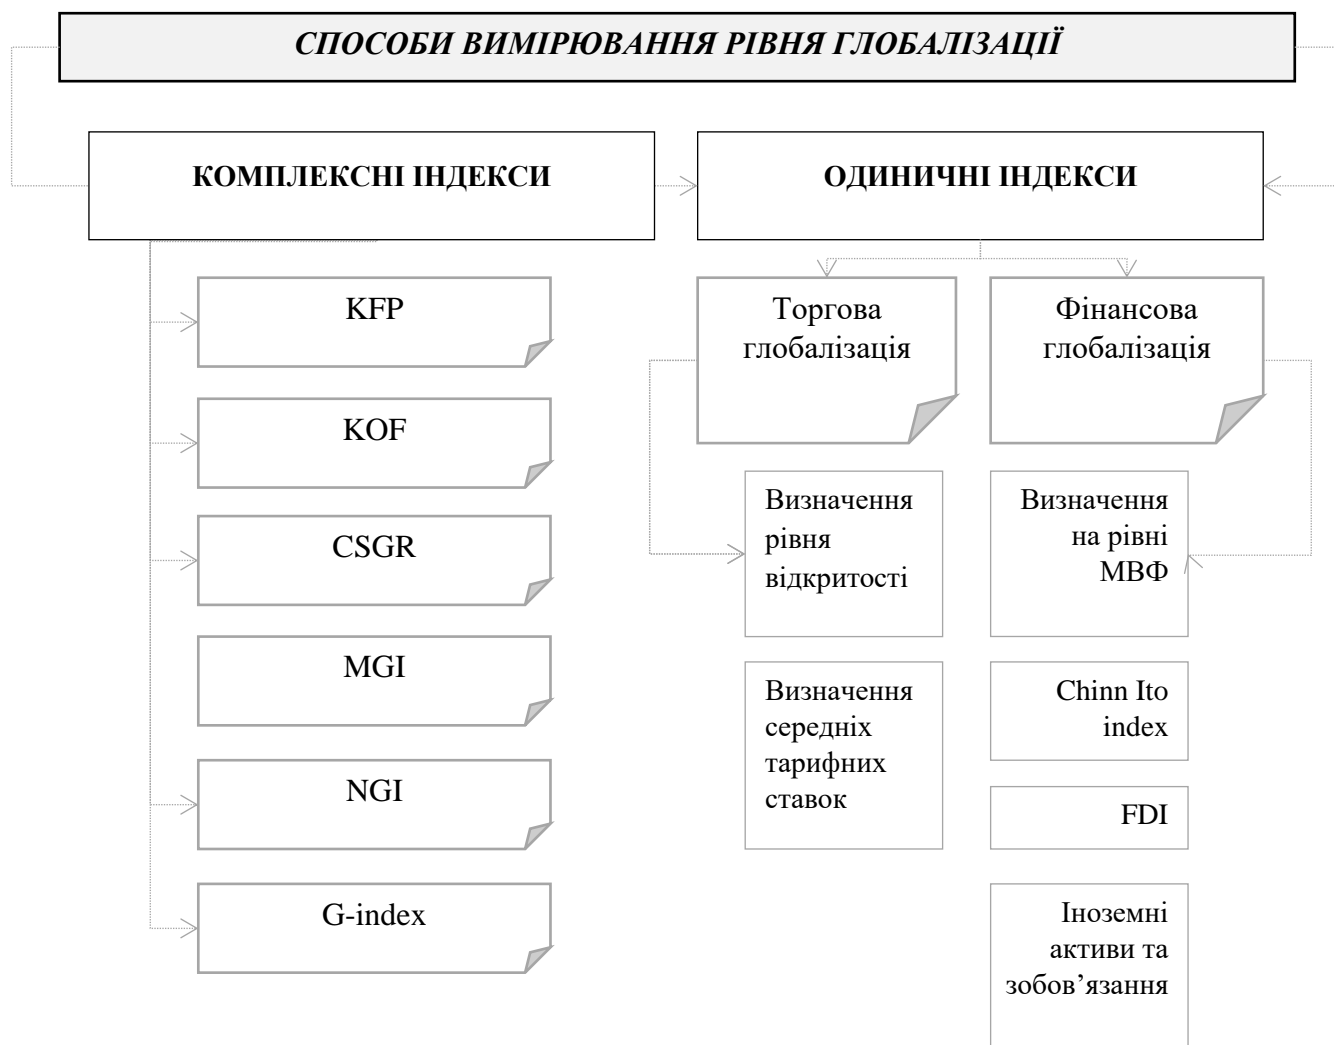 СПОСОБИ ВИМІРЮВАННЯ РІВНЯ ГЛОБАЛІЗАЦІЇ
КОМПЛЕКСНІ ІНДЕКСИ
KFP
KOF
CSGR
MGI
NGI
G-index
ОДИНИЧНІ ІНДЕКСИ
Торгова
глобалізація
Визначення
рівня
відкритості
Визначення
середніх
тарифних
ставок
Фінансова
глобалізація
Визначення
на рівні
МВФ
Chinn Ito
index
FDI
Іноземні
активи та
зобов’язання